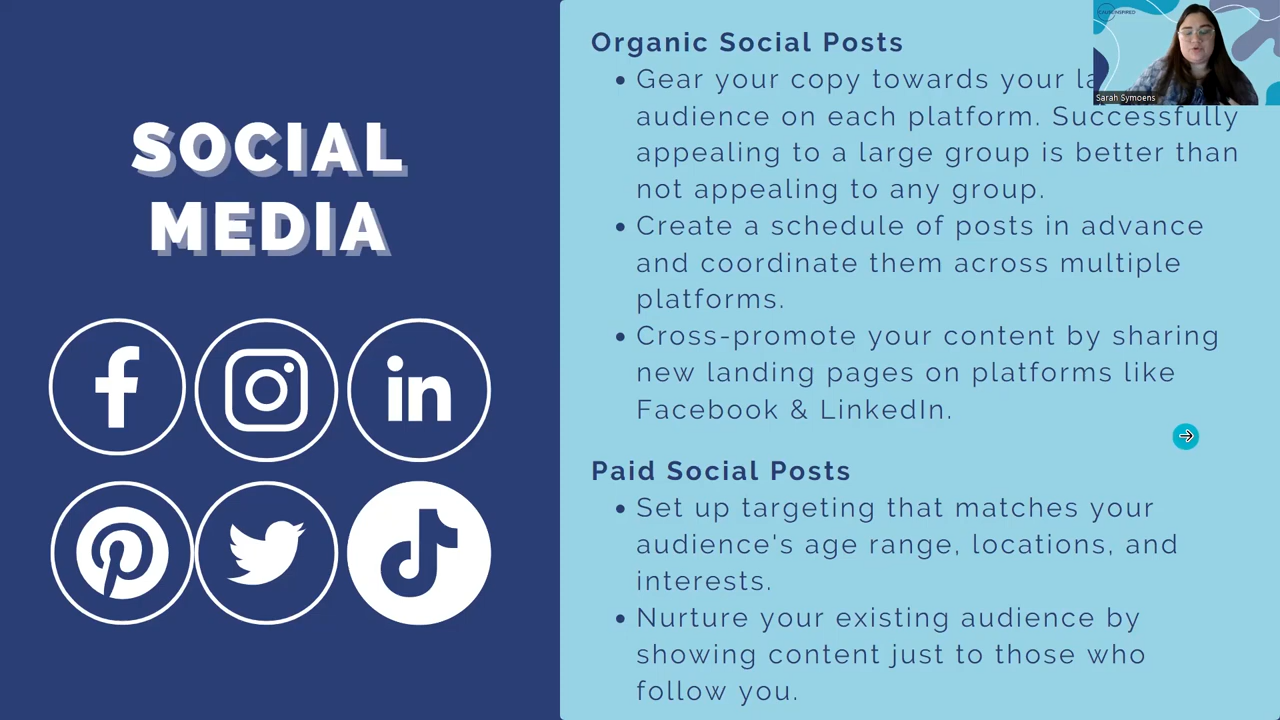 SOCIAL
MEDIA
Organic Social Posts
• Gear your copy towards your
audience on each platform. Successfully
appealing to a large group is better than
not appealing to any group.
• Create a schedule of posts in advance
and coordinate them across multiple
platforms.
• Cross-promote your content by sharing
new landing pages on platforms like
Facebook & LinkedIn.
Paid Social Posts
• Set up targeting that matches your
audience's age range, locations, and
interests.
• Nurture your existing audience by
showing content just to those who
follow you.
in
Sarah Symoens